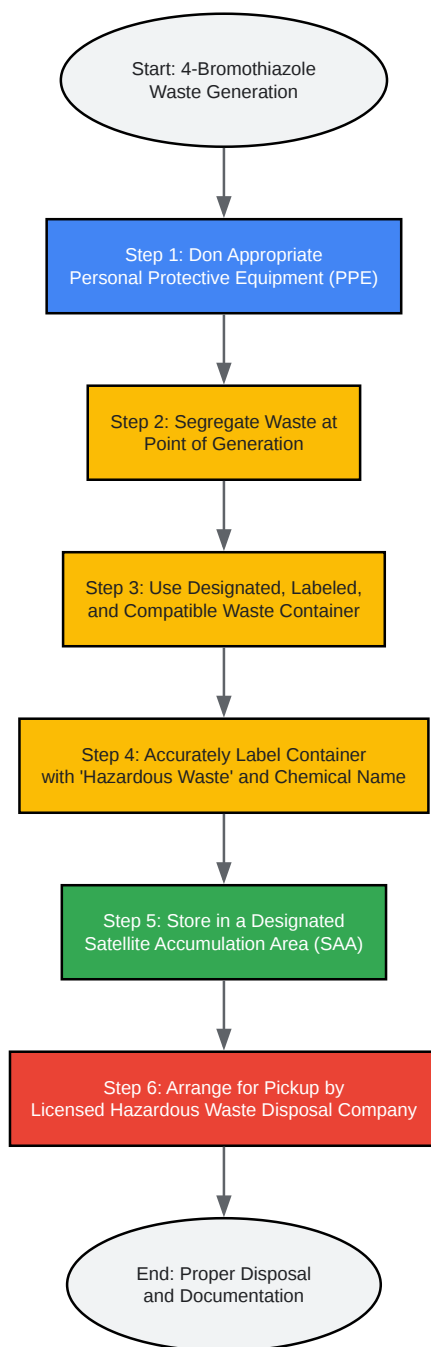 Start: 4-Bromothiazole
Waste Generation
Step 1: Don Appropriate
Personal Protective Equipment (PPE)
Step 2: Segregate Waste at
Point of Generation
Step 3: Use Designated, Labeled,
and Compatible Waste Container
Step 4: Accurately Label Container
with 'Hazardous Waste' and Chemical Name
Step 5: Store in a Designated
Satellite Accumulation Area (SAA)
Step 6: Arrange for Pickup by
Licensed Hazardous Waste Disposal Company
End: Proper Disposal
and Documentation